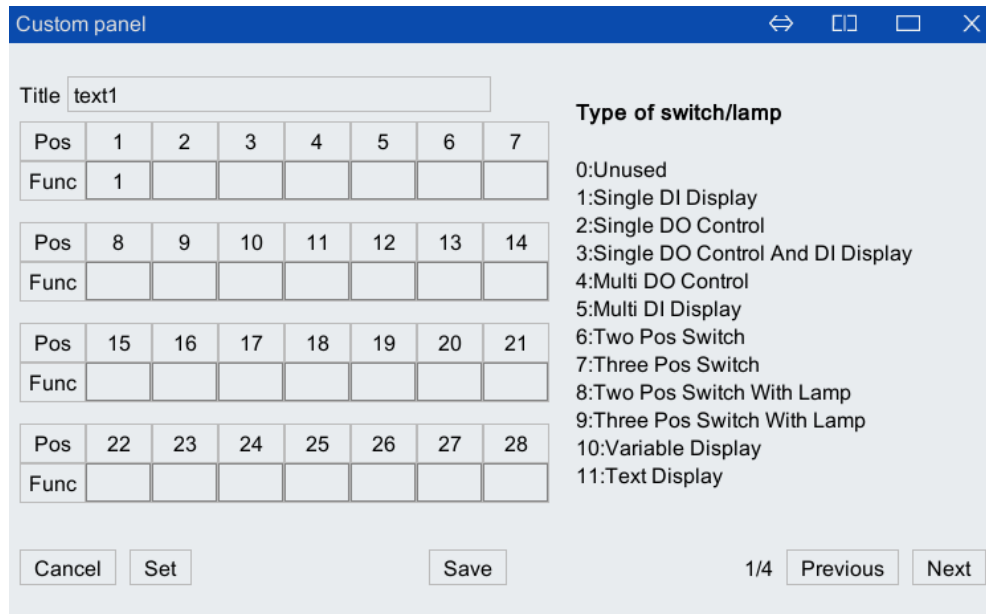 Custom panel
Title text1
Pos 1 2 3 4 5 6 7
Func 1
Pos 8 9 10 11 12 13 14
Func
Pos 15 16 17 18 19 20 21
Func
Pos 22 23 24 25 26 27 28
Func
Type of switch/lamp
0:Unused
1:Single DI Display
2:Single DO Control
3:Single DO Control And DI Display
4:Multi DO Control
5:Multi DI Display
6:Two Pos Switch
7:Three Pos Switch
8:Two Pos Switch With Lamp
9:Three Pos Switch With Lamp
10:Variable Display
11:Text Display
Cancel Set Save 1/4 Previous Next